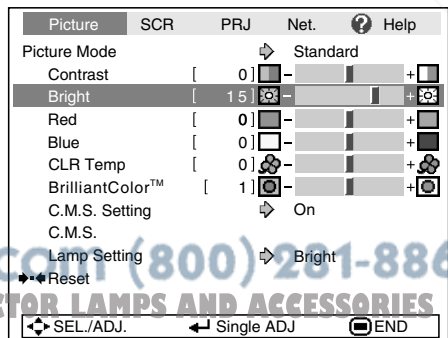 Picture SCR PRJ Net. ? Help
Picture Mode Standard
Contrast [ 0 ] - +
Bright [ 15 ] - +
Red [ 0 ] - +
Blue [ 0 ] - +
CLR Temp [ 0 ] - +
BrilliantColor™ [ 1 ] - +
C.M.S. Setting On
C.M.S.
Lamp Setting Bright
com (800) 281-886
Reset
TOR LAMPS AND ACCESSORIES
SEL./ADJ. Single ADJ END